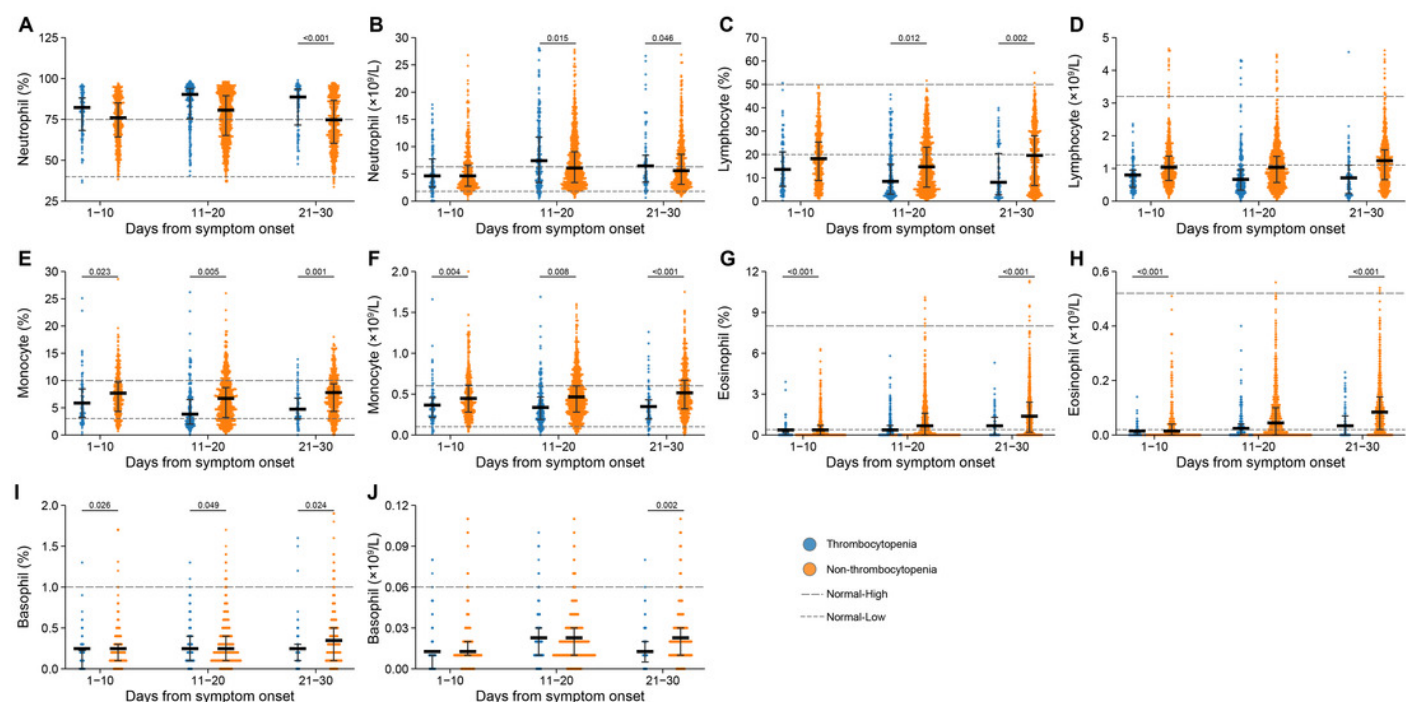 A
Neutrophil (%)
125
100
75
50
25
<0.001
1–10 11–20 21–30
Days from symptom onset
B
Neutrophil (×10⁹/L)
30
25
20
15
10
5
0
0.015 0.046
1–10 11–20 21–30
Days from symptom onset
C
Lymphocyte (%)
70
60
50
40
30
20
10
0
0.012 0.002
1–10 11–20 21–30
Days from symptom onset
D
Lymphocyte (×10⁹/L)
5
4
3
2
1
0
1–10 11–20 21–30
Days from symptom onset
E
Monocyte (%)
30
25
20
15
10
5
0
0.023 0.005 0.001
1–10 11–20 21–30
Days from symptom onset
F
Monocyte (×10⁹/L)
2.0
1.5
1.0
0.5
0.0
0.004 0.008 <0.001
1–10 11–20 21–30
Days from symptom onset
G
Eosinophil (%)
12
9
6
3
0
<0.001 <0.001
1–10 11–20 21–30
Days from symptom onset
H
Eosinophil (×10⁹/L)
0.6
0.4
0.2
0.0
<0.001 <0.001
1–10 11–20 21–30
Days from symptom onset
I
Basophil (%)
2.0
1.5
1.0
0.5
0.0
0.026 0.049 0.024
1–10 11–20 21–30
Days from symptom onset
J
Basophil (×10⁹/L)
0.12
0.09
0.06
0.03
0.00
0.002
1–10 11–20 21–30
Days from symptom onset
Thrombocytopenia
Non-thrombocytopenia
Normal-High
Normal-Low